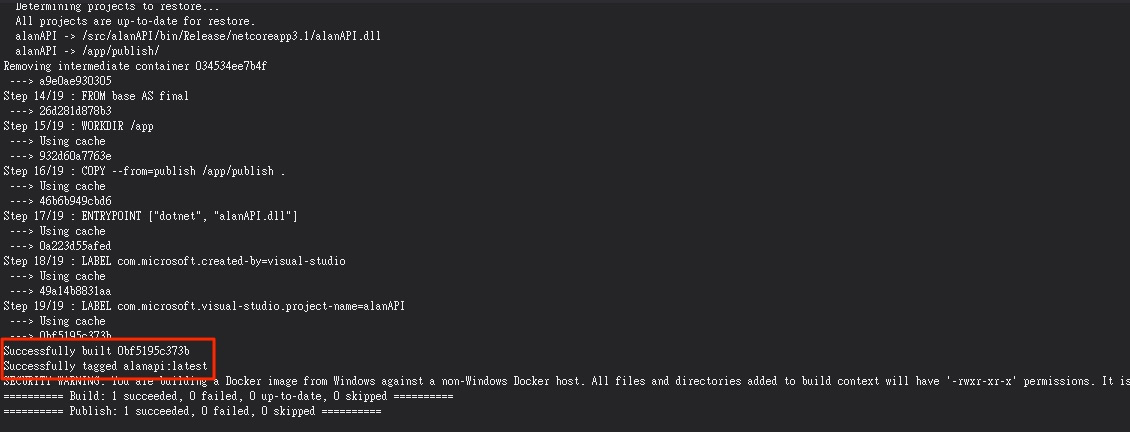 Determining projects to restore...
All projects are up-to-date for restore.
alanAPI -> /src/alanAPI/bin/Release/netcoreapp3.1/alanAPI.dll
alanAPI -> /app/publish/
Removing intermediate container 034534ee7b4f
---> a9e0ae930305
Step 14/19 : FROM base AS final
---> 26d281d878b3
Step 15/19 : WORKDIR /app
---> Using cache
---> 932d60a7763e
Step 16/19 : COPY --from=publish /app/publish .
---> Using cache
---> 46b6b949cbd6
Step 17/19 : ENTRYPOINT ["dotnet", "alanAPI.dll"]
---> Using cache
---> 0a223d55afed
Step 18/19 : LABEL com.microsoft.created-by=visual-studio
---> Using cache
---> 49a14b8831aa
Step 19/19 : LABEL com.microsoft.visual-studio.project-name=alanAPI
---> Using cache
---> 0bf5195c373b
Successfully built 0bf5195c373b
Successfully tagged alanapi:latest
SECURITY WARNING: You are building a Docker image from Windows against a non-Windows Docker host. All files and directories added to build context will have '-rwxr-xr-x' permissions. It is
========== Build: 1 succeeded, 0 failed, 0 up-to-date, 0 skipped ==========
========== Publish: 1 succeeded, 0 failed, 0 skipped ==========